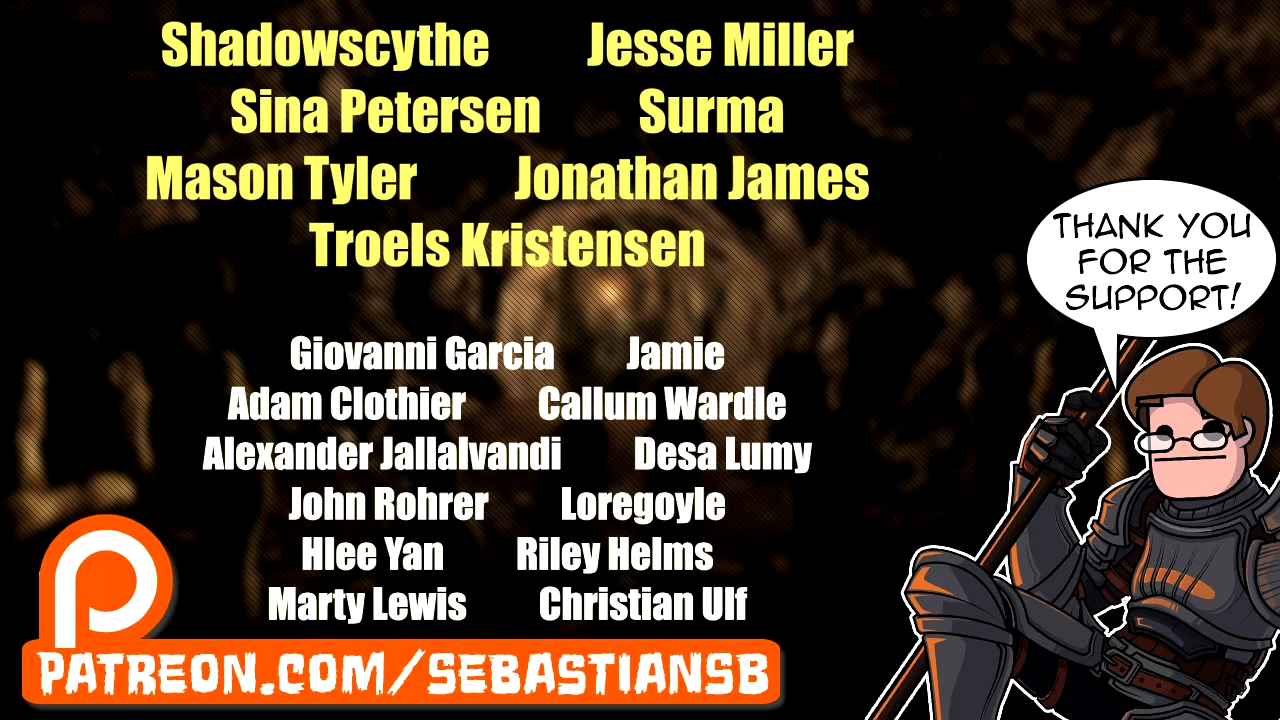 Shadowscythe Jesse Miller
Sina Petersen Surma
Mason Tyler Jonathan James
Troels Kristensen
THANK YOU
FOR THE
SUPPORT!
Giovanni Garcia Jamie
Adam Clothier Callum Wardle
Alexander Jallalvandi Desa Lumy
John Rohrer Loregoyle
Hlee Yan Riley Helms
Marty Lewis Christian Ulf
PATREON.COM/SEBASTIANSB